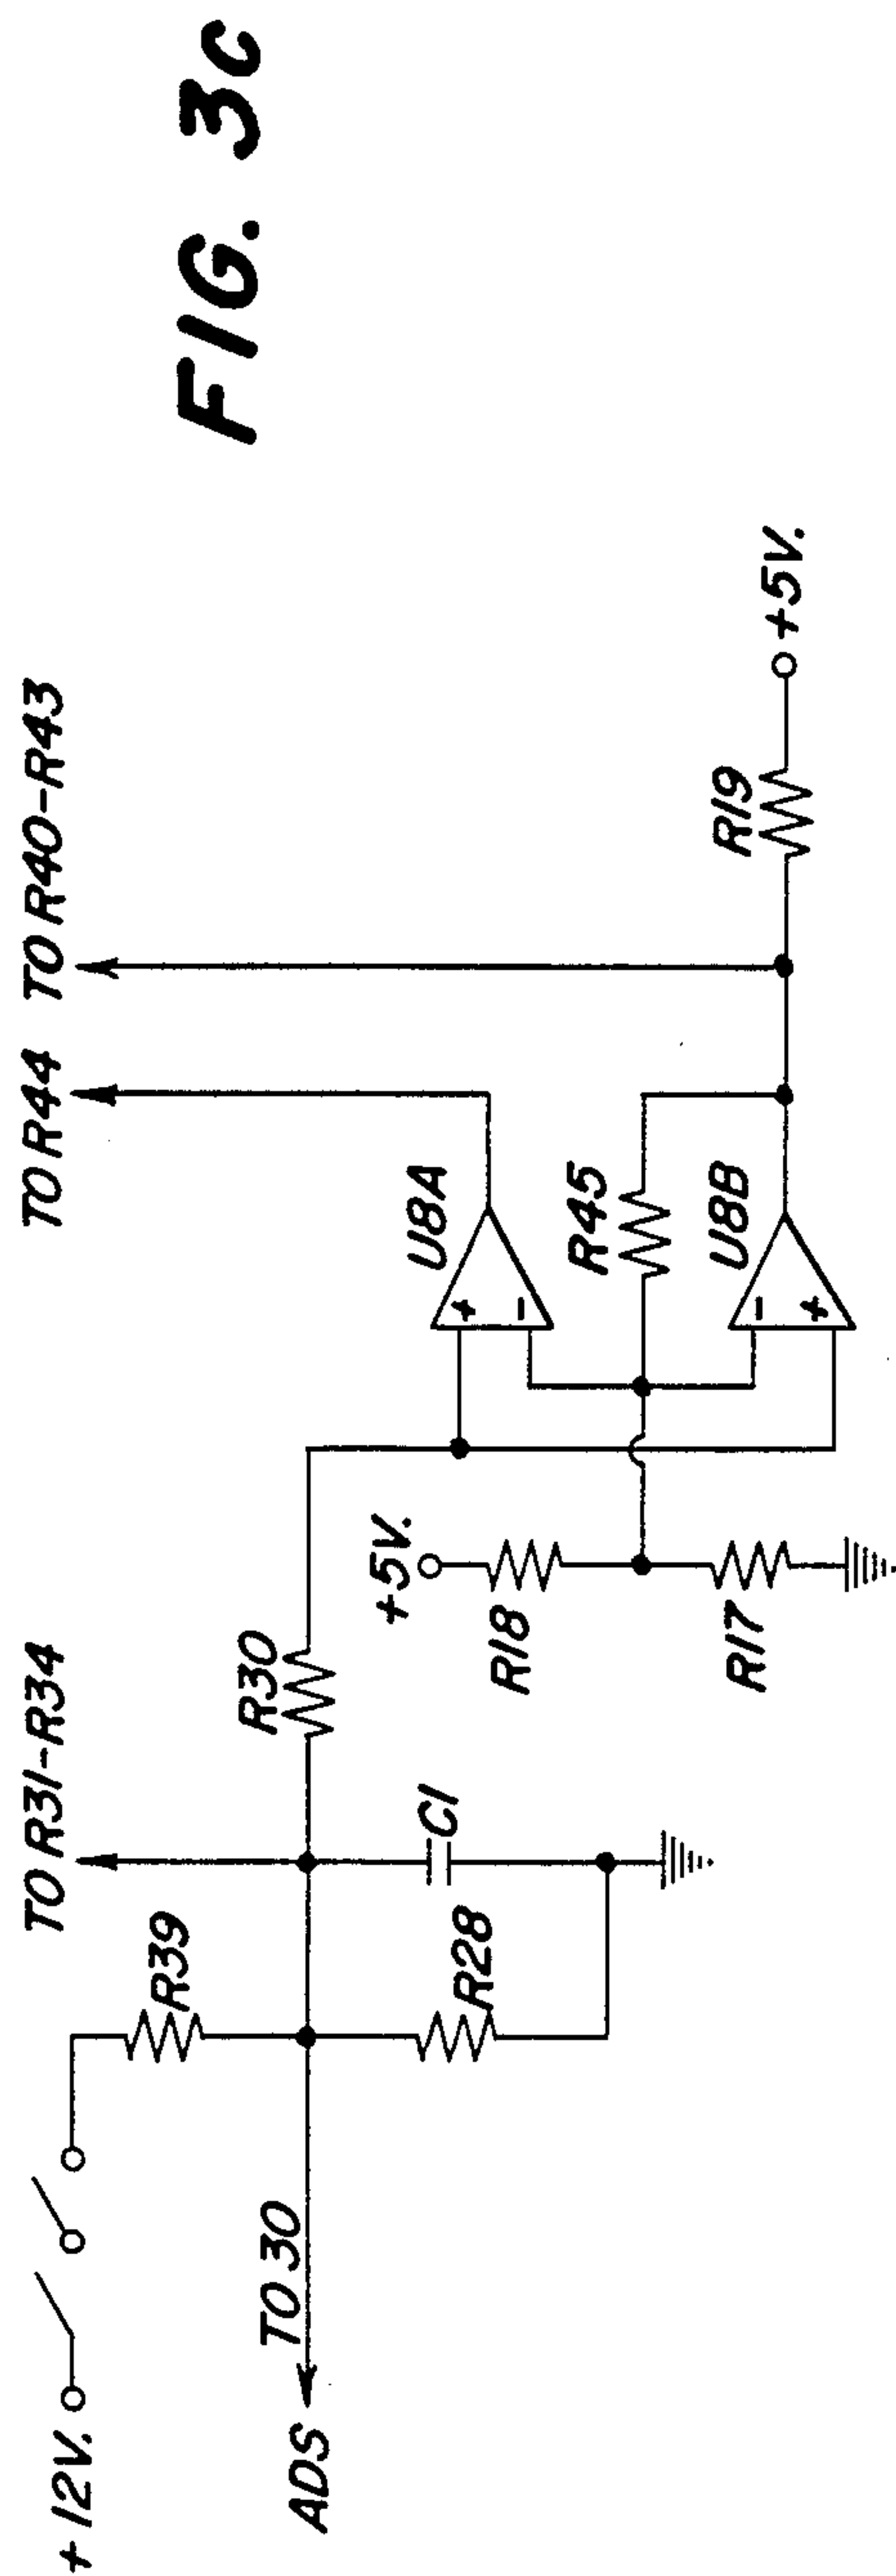 FIG. 3C
+12V.
R39
TO R31-R34
TO R44
TO R40-R43
ADS
TO 30
R30
R28
C1
+5V.
R18
R17
U8A
+
−
R45
U8B
−
+
R19
+5V.